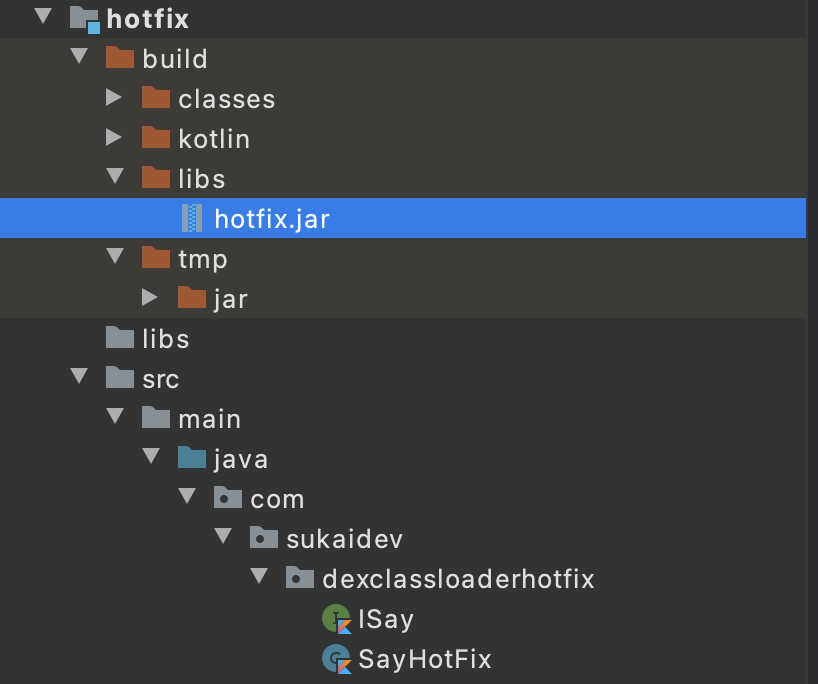 hotfix
build
classes
kotlin
libs
hotfix.jar
tmp
jar
libs
src
main
java
com
sukaidev
dexclassloaderhotfix
ISay
SayHotFix